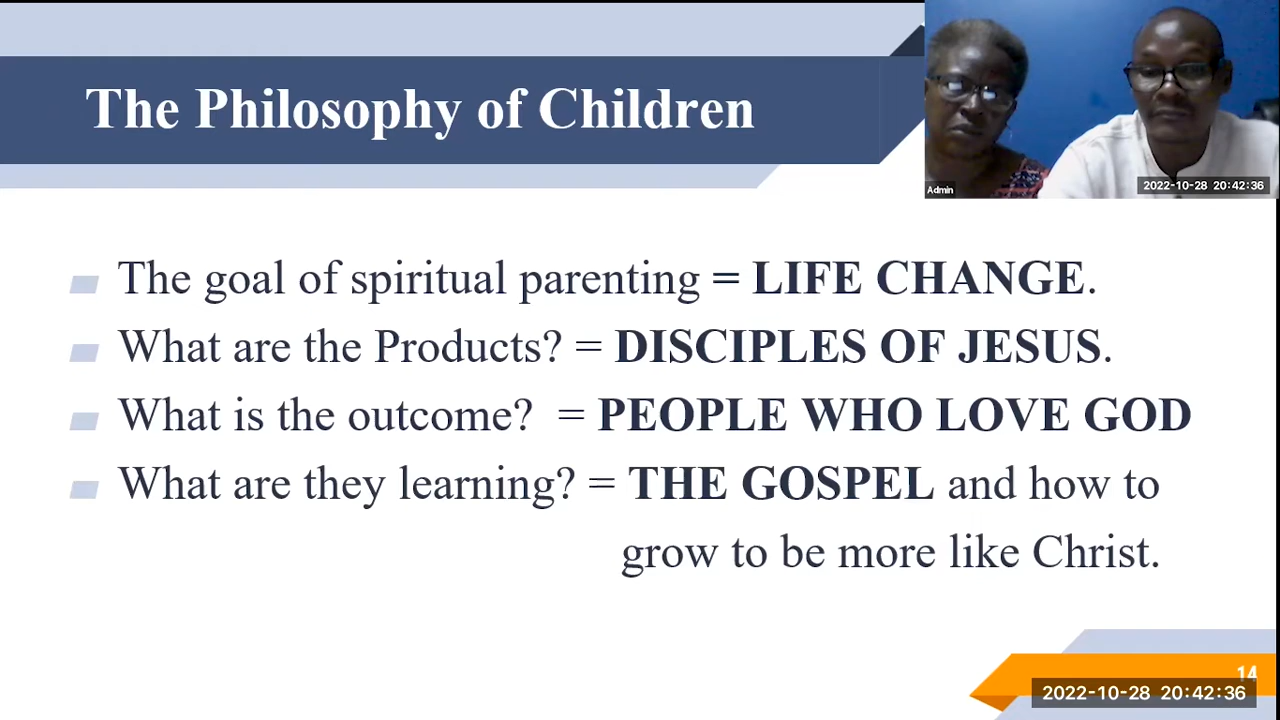 The Philosophy of Children
Admin
2022-10-28 20:42:36
The goal of spiritual parenting = LIFE CHANGE.
What are the Products? = DISCIPLES OF JESUS.
What is the outcome? = PEOPLE WHO LOVE GOD
What are they learning? = THE GOSPEL and how to
grow to be more like Christ.
14
2022-10-28 20:42:36